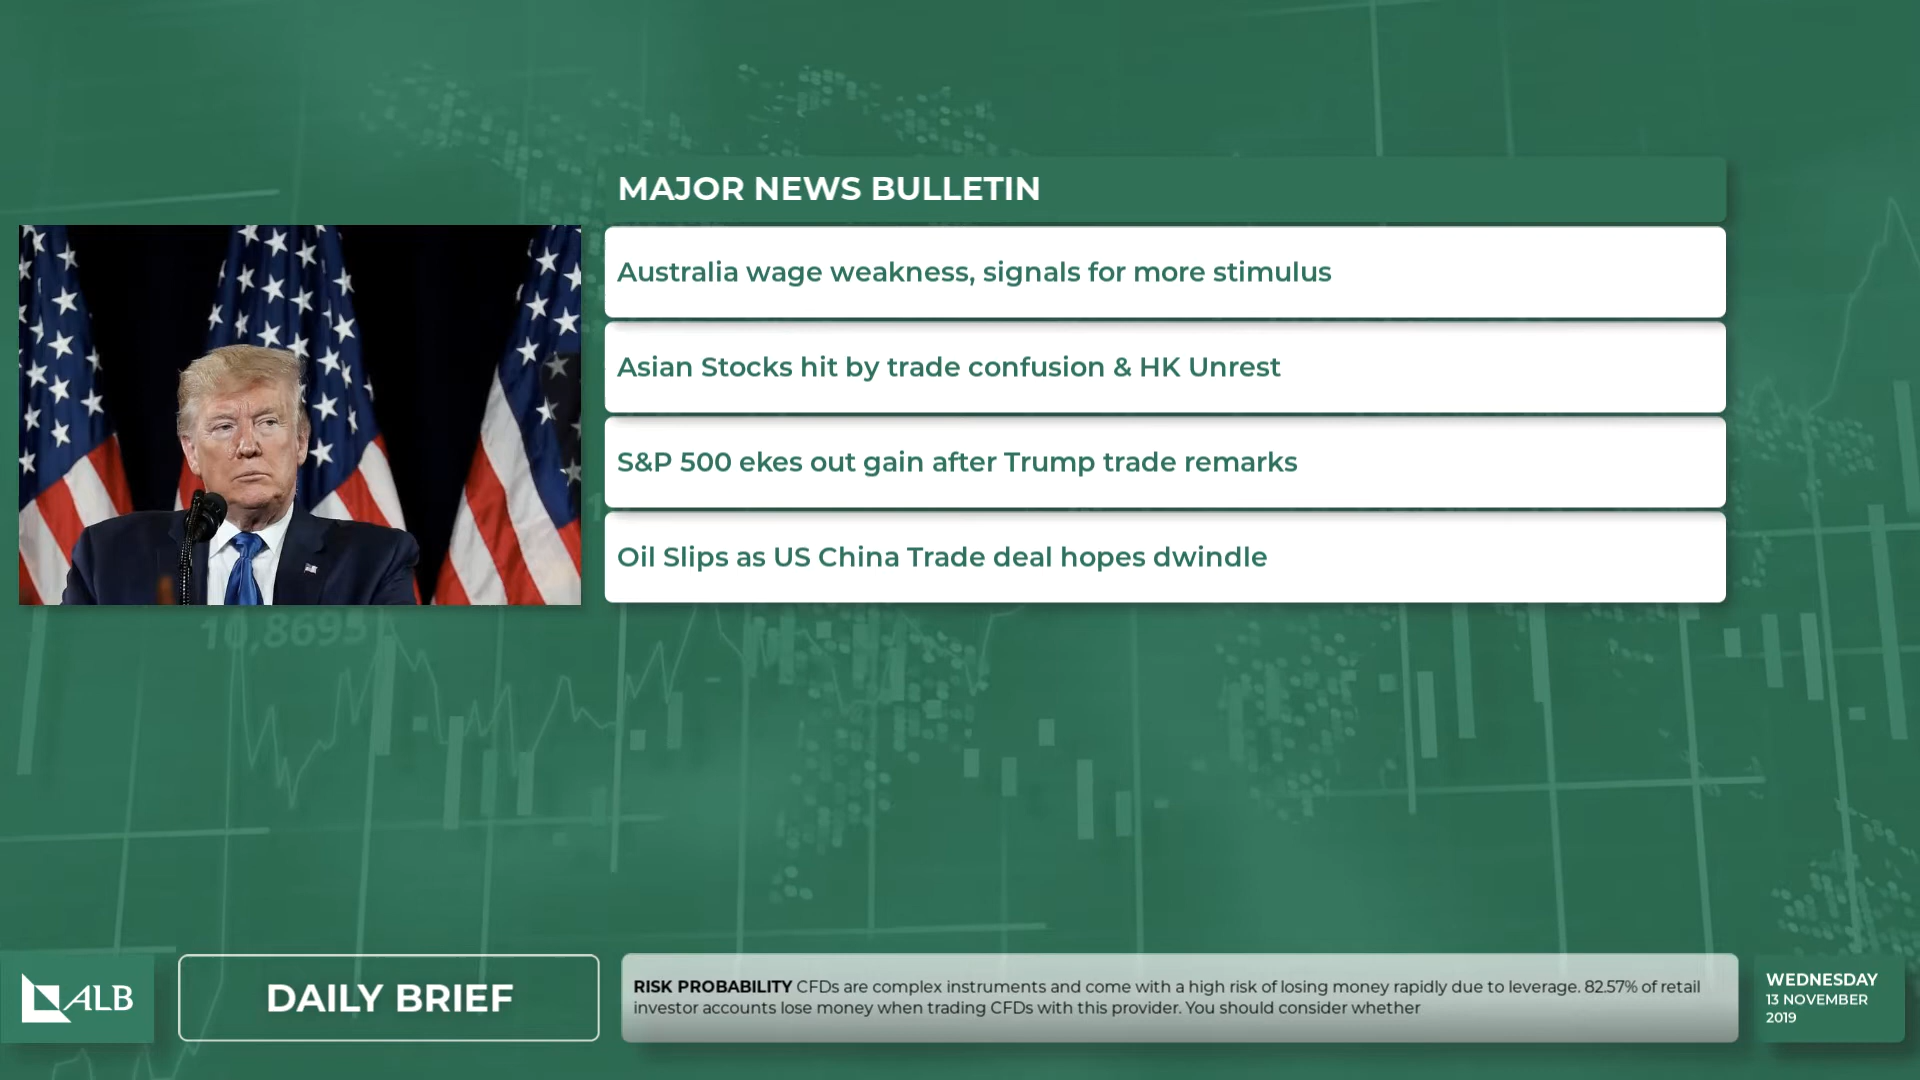 MAJOR NEWS BULLETIN
Australia wage weakness, signals for more stimulus
Asian Stocks hit by trade confusion & HK Unrest
S&P 500 ekes out gain after Trump trade remarks
Oil Slips as US China Trade deal hopes dwindle
10,8695
ALB
DAILY BRIEF
RISK PROBABILITY CFDs are complex instruments and come with a high risk of losing money rapidly due to leverage. 82.57% of retail
investor accounts lose money when trading CFDs with this provider. You should consider whether
WEDNESDAY
13 NOVEMBER
2019